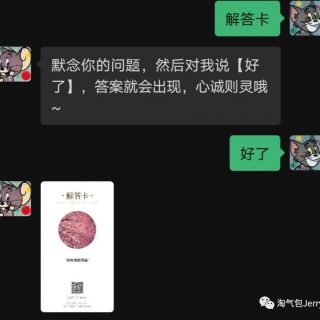 解答卡
默念你的问题，然后对我说【好
了】，答案就会出现，心诚则灵哦
~
好了
·解答卡·
淘气包Jerry